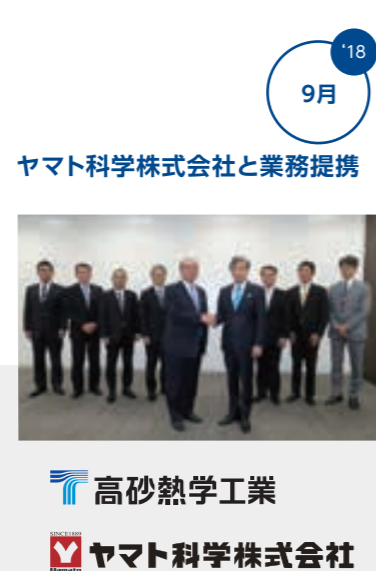 ‘18
9月
ヤマト科学株式会社と業務提携
高砂熱学工業
SINCE1889
Yamato
ヤマト科学株式会社